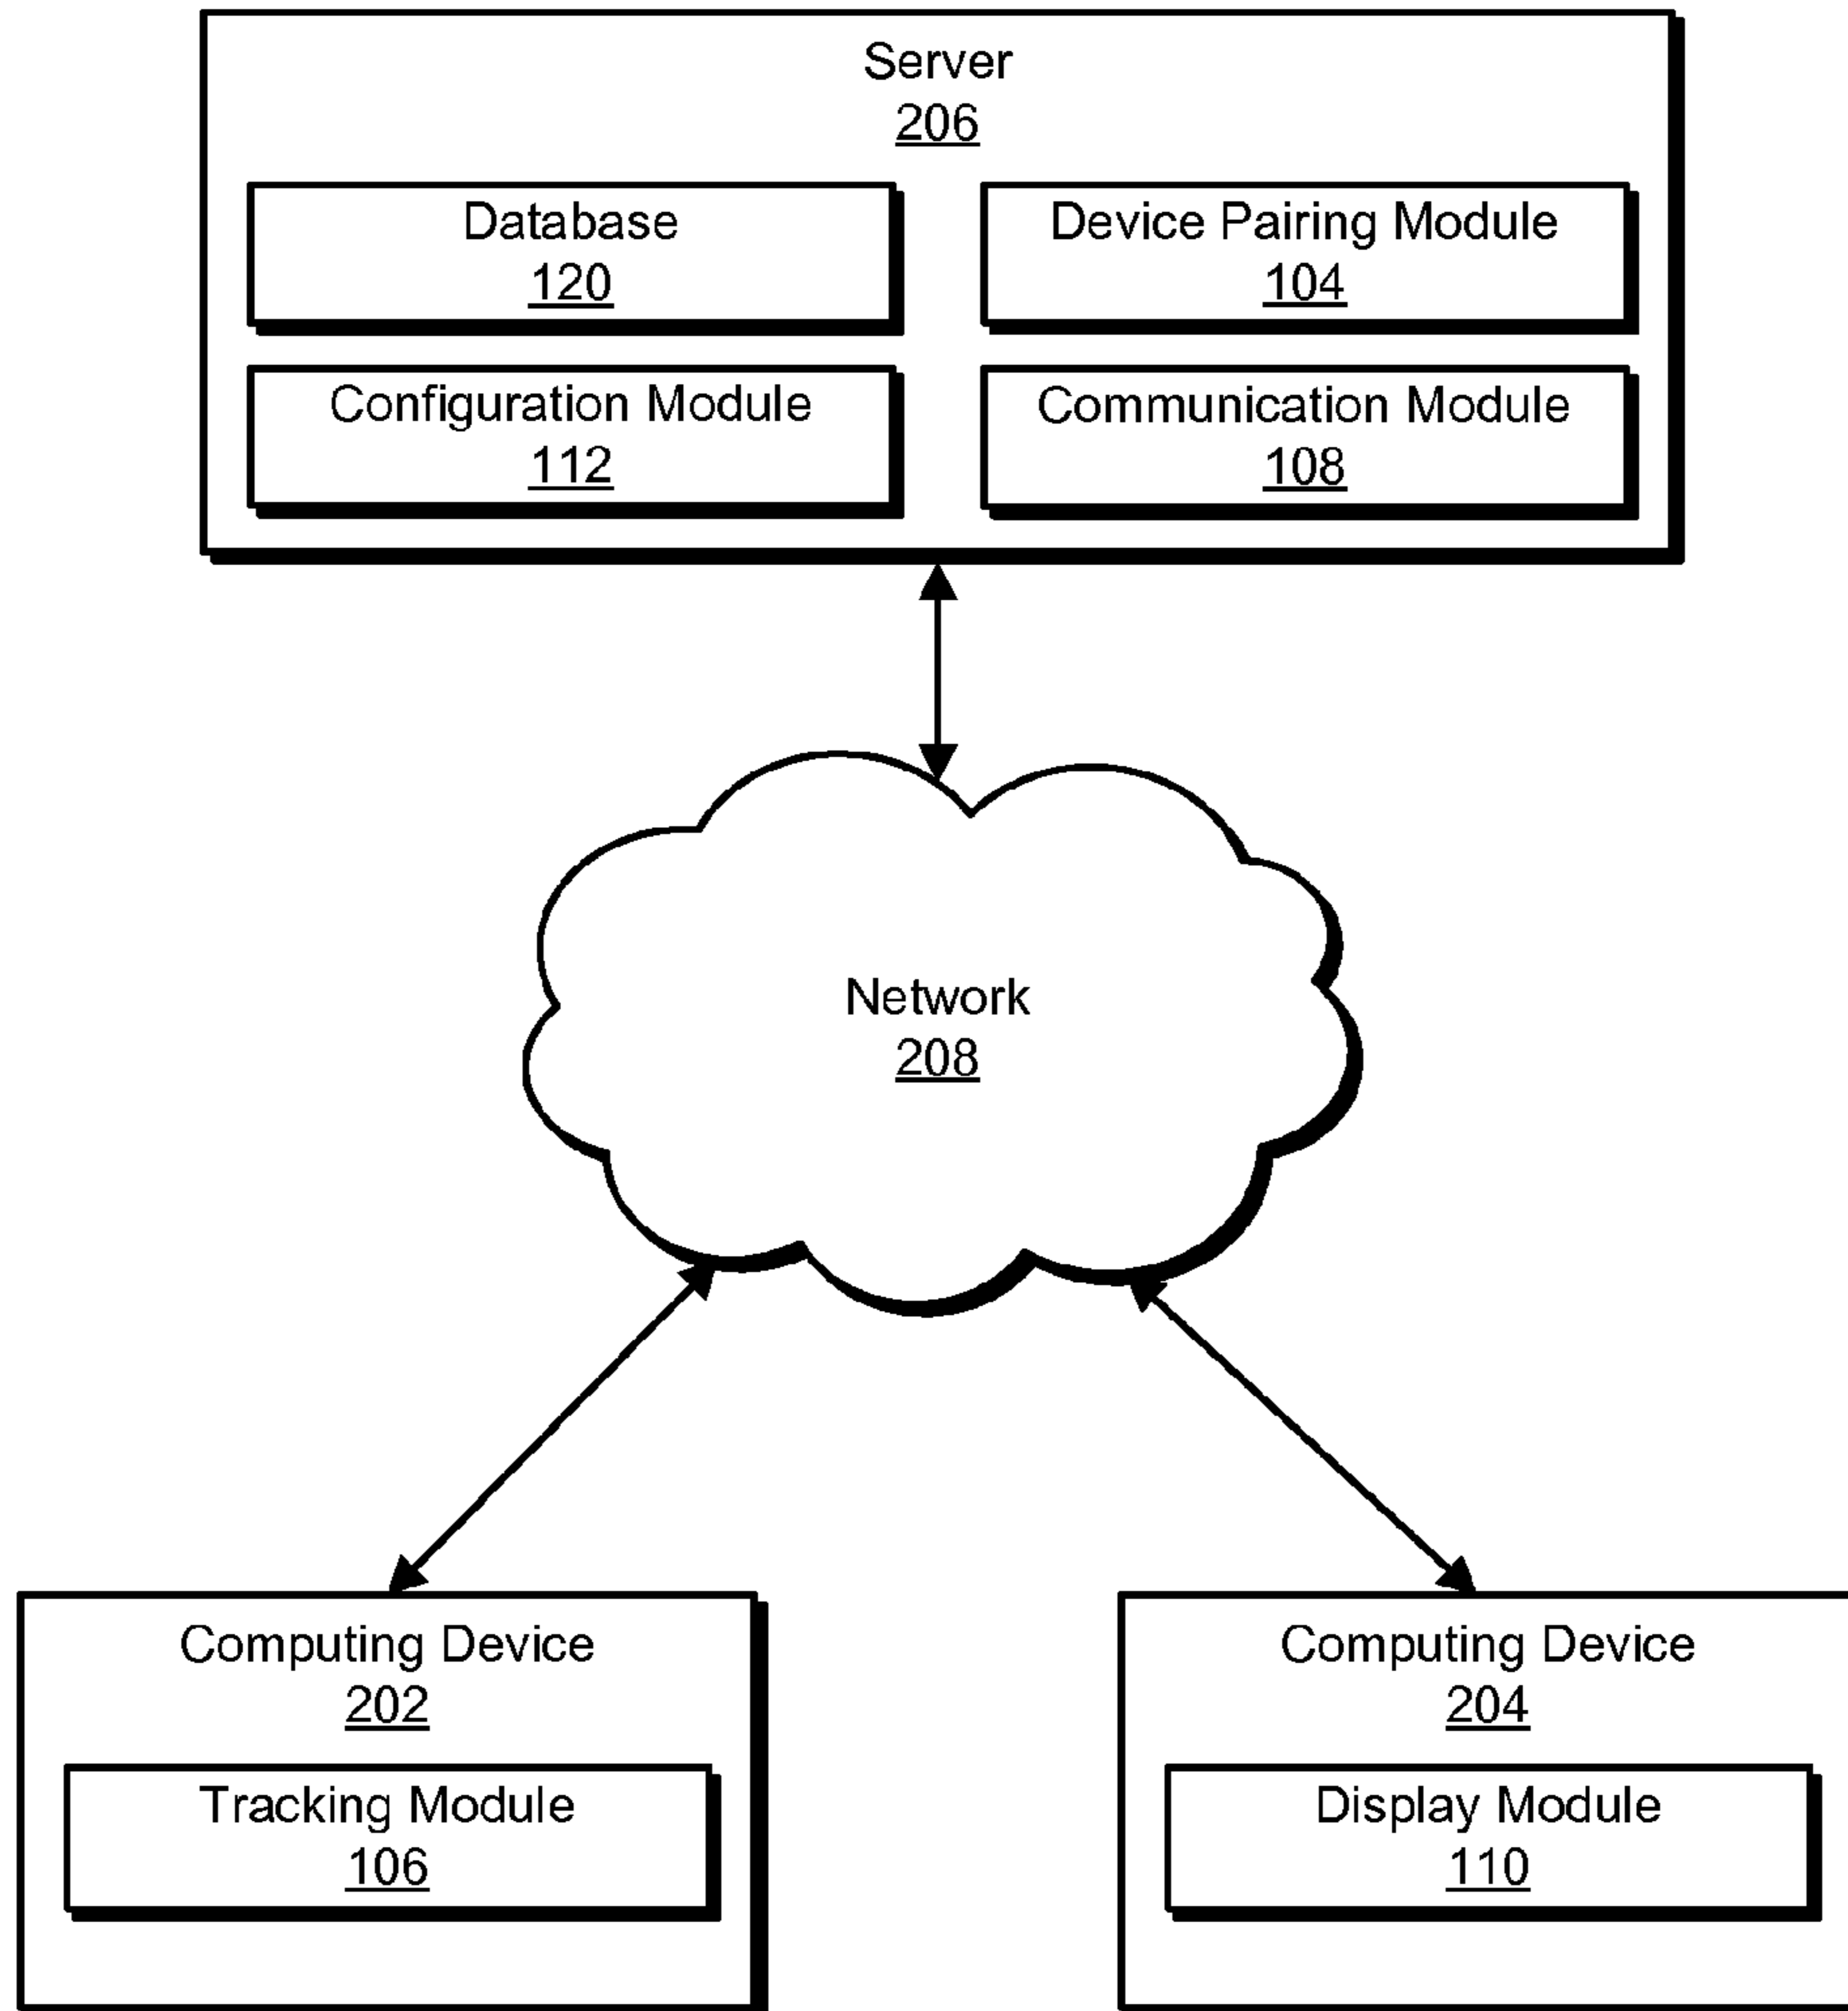 Server
206
Database
120
Device Pairing Module
104
Configuration Module
112
Communication Module
108
Network
208
Computing Device
202
Tracking Module
106
Computing Device
204
Display Module
110